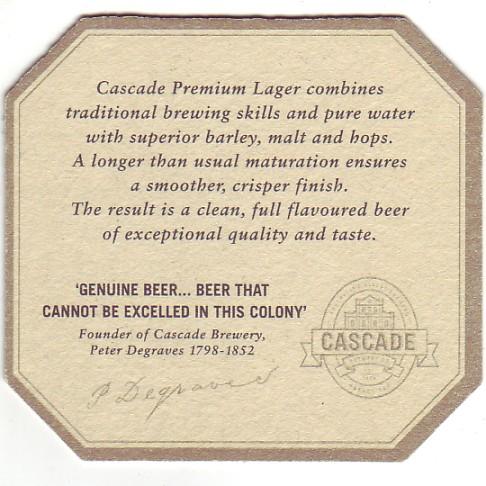 Cascade Premium Lager combines
traditional brewing skills and pure water
with superior barley, malt and hops.
A longer than usual maturation ensures
a smoother, crisper finish.
The result is a clean, full flavoured beer
of exceptional quality and taste.
'GENUINE BEER... BEER THAT
CANNOT BE EXCELLED IN THIS COLONY'
Founder of Cascade Brewery,
Peter Degraves 1798-1852
P Degraves
CASCADE